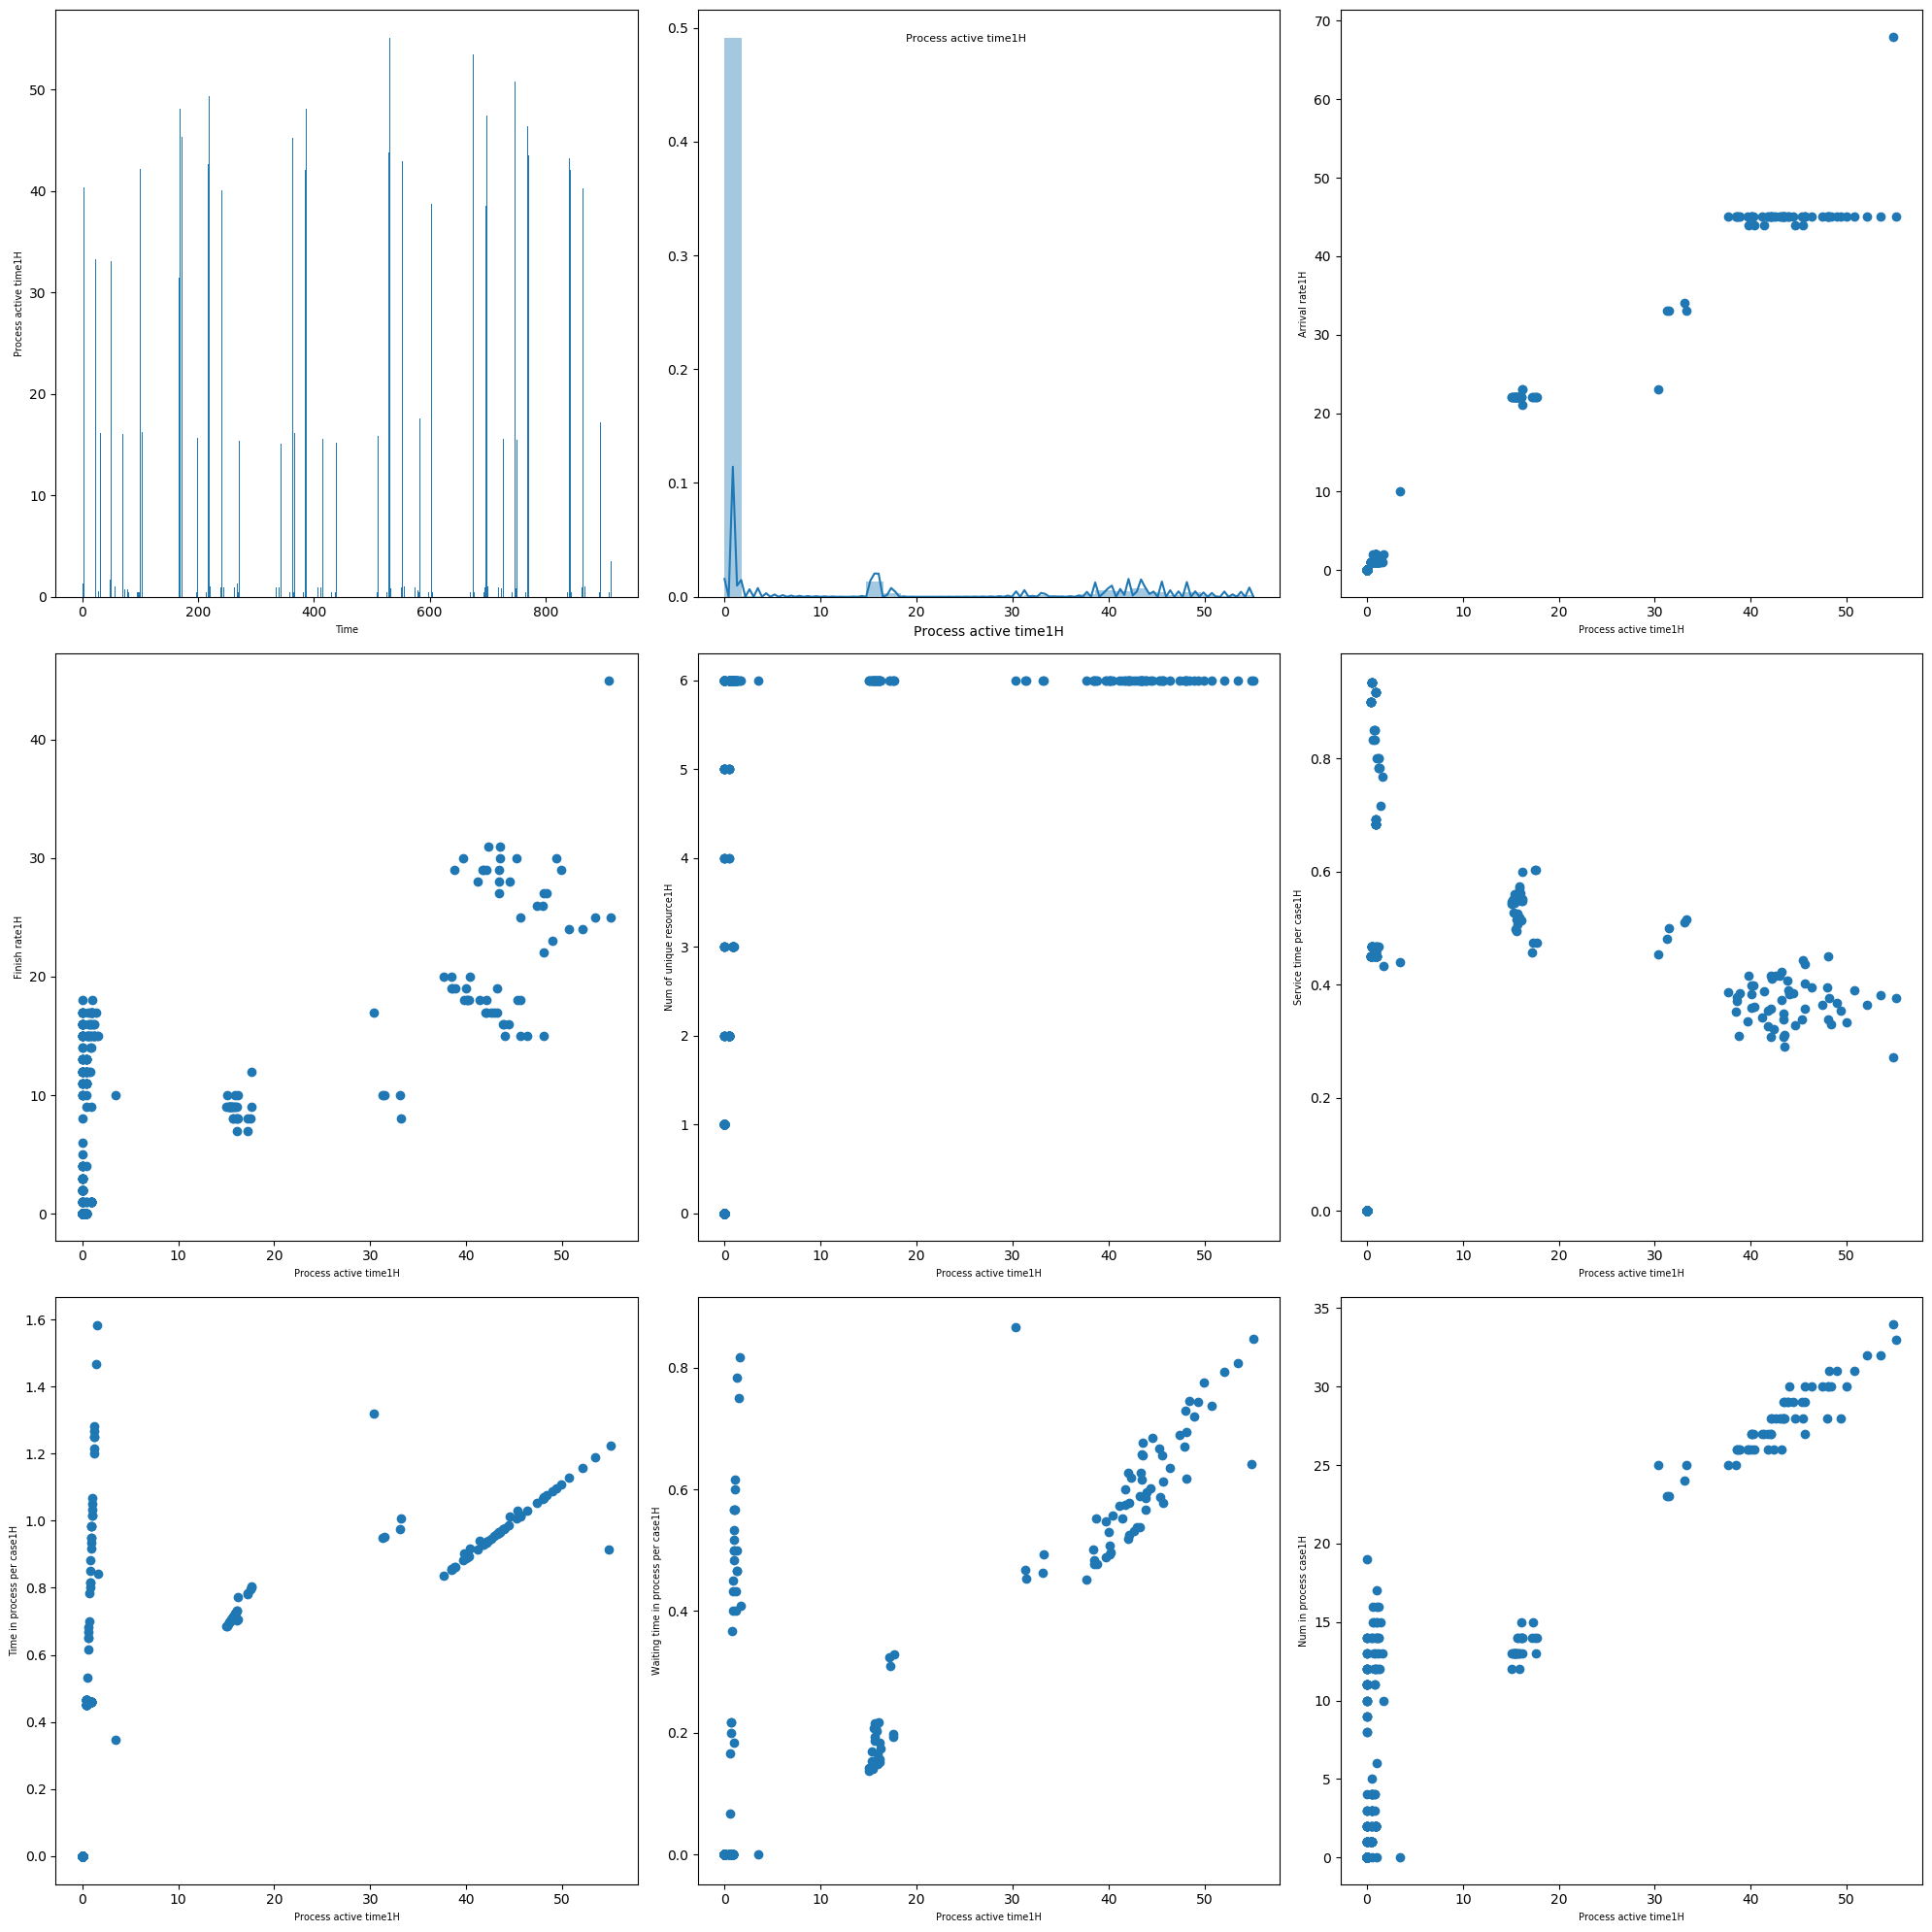 50
40
30
20
10
0
0 200 400 600 800
Process active time1H
Time
Process active time1H
0.5
0.4
0.3
0.2
0.1
0.0
0 10 20 30 40 50
Process active time1H
70
60
50
40
30
20
10
0
0 10 20 30 40 50
Arrival rate1H
Process active time1H
40
30
20
10
0
0 10 20 30 40 50
Finish rate1H
Process active time1H
6
5
4
3
2
1
0
0 10 20 30 40 50
Num of unique resource1H
Process active time1H
0.8
0.6
0.4
0.2
0.0
0 10 20 30 40 50
Service time per case1H
Process active time1H
1.6
1.4
1.2
1.0
0.8
0.6
0.4
0.2
0.0
0 10 20 30 40 50
Time in process per case1H
Process active time1H
0.8
0.6
0.4
0.2
0.0
0 10 20 30 40 50
Waiting time in process per case1H
Process active time1H
35
30
25
20
15
10
5
0
0 10 20 30 40 50
Num in process case1H
Process active time1H